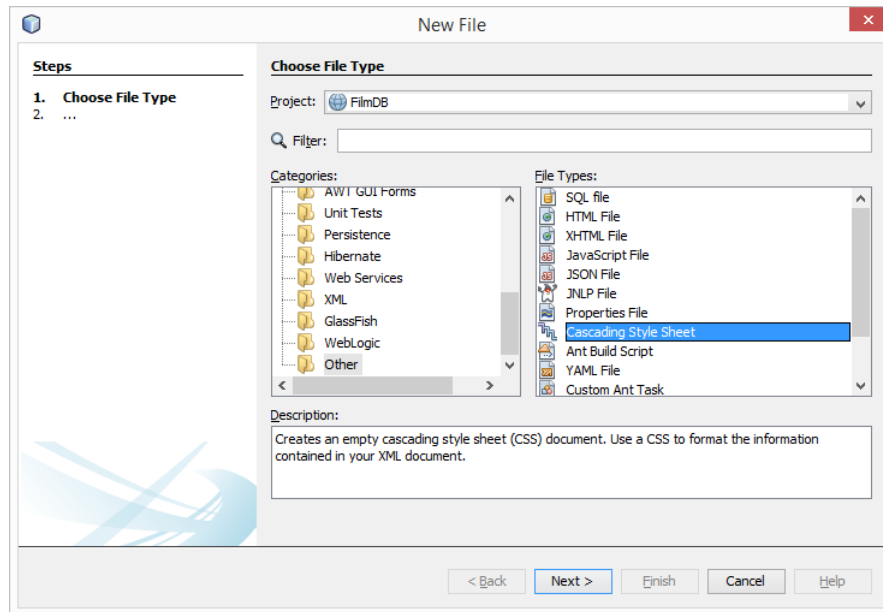 New File
Steps
1. Choose File Type
2. ...
Choose File Type
Project: FilmDB
Filter:
Categories:
AWT GUI Forms
Unit Tests
Persistence
Hibernate
Web Services
XML
GlassFish
WebLogic
Other
File Types:
SQL file
HTML File
XHTML File
JavaScript File
JSON File
JNLP File
Properties File
Cascading Style Sheet
Ant Build Script
YAML File
Custom Ant Task
Description:
Creates an empty cascading style sheet (CSS) document. Use a CSS to format the information
contained in your XML document.
< Back Next > Finish Cancel Help